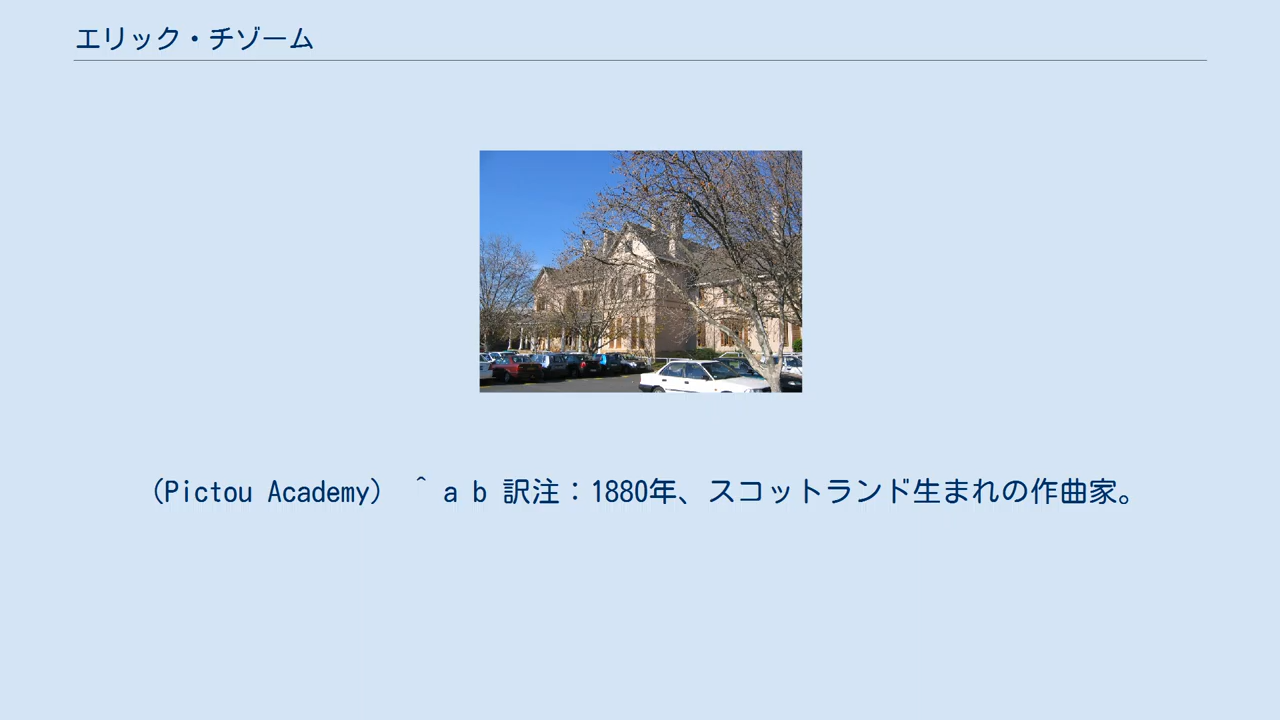 エリック・チゾーム
（Pictou Academy） ^ a b 訳注：1880年、スコットランド生まれの作曲家。